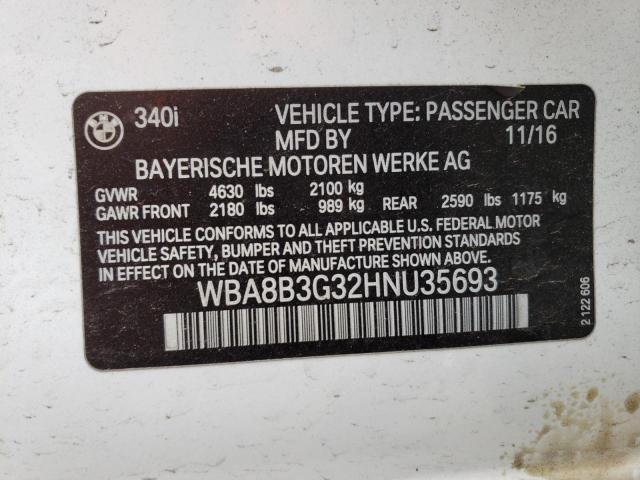 340i VEHICLE TYPE: PASSENGER CAR
MFD BY 11/16
BAYERISCHE MOTOREN WERKE AG
GVWR 4630 lbs 2100 kg
GAWR FRONT 2180 lbs 989 kg REAR 2590 lbs 1175 kg
THIS VEHICLE CONFORMS TO ALL APPLICABLE U.S. FEDERAL MOTOR
VEHICLE SAFETY, BUMPER AND THEFT PREVENTION STANDARDS
IN EFFECT ON THE DATE OF MANUFACTURE SHOWN ABOVE.
WBA8B3G32HNU35693
2 122 606